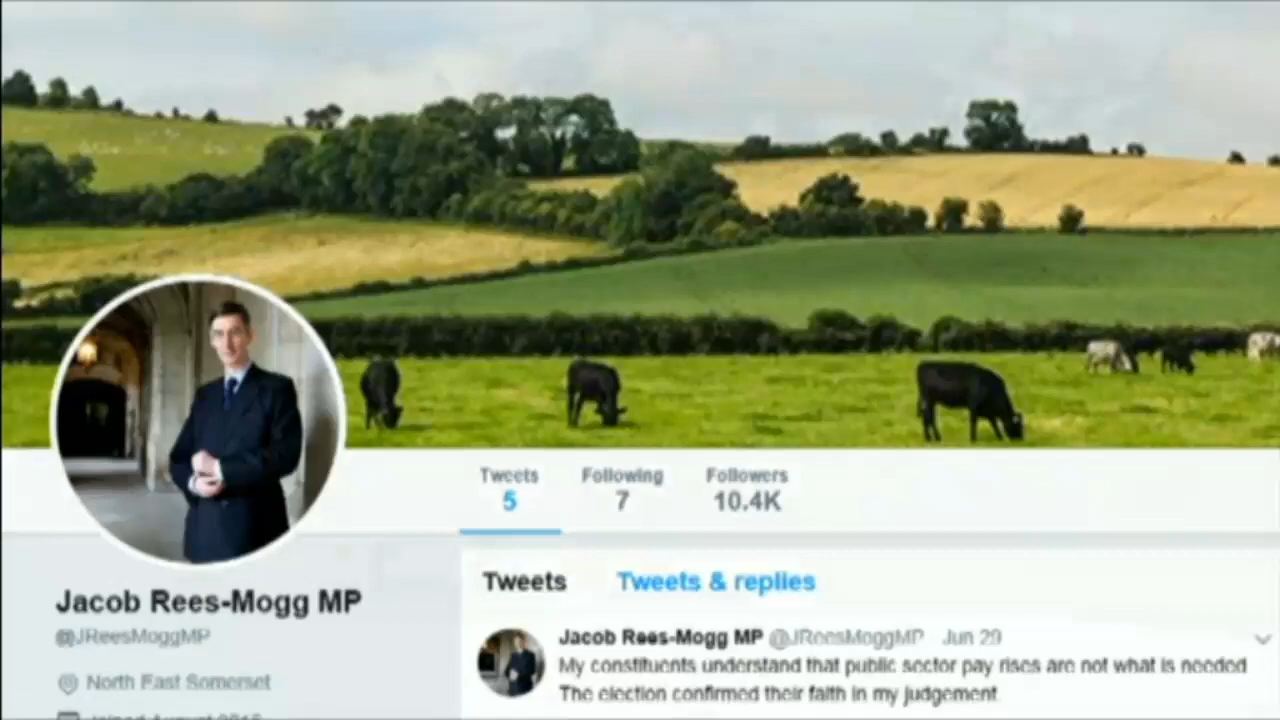 Tweets Following Followers
5 7 10.4K
Tweets Tweets & replies
Jacob Rees-Mogg MP
@JReesMoggMP
North East Somerset
Joined August
Jacob Rees-Mogg MP @JReesMoggMP Jun 29
My constituents understand that public sector pay rises are not what is needed
The election confirmed their faith in my judgement